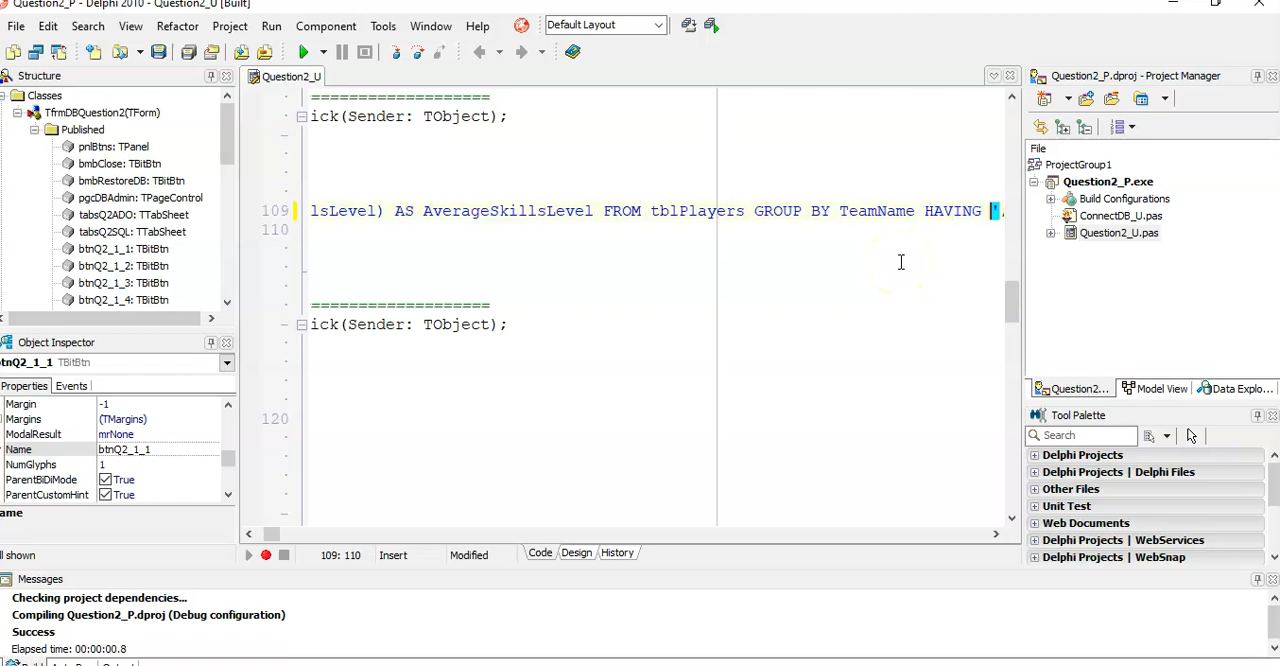 Question2_P - Delphi 2010 - Question2_U [Built]
File Edit Search View Refactor Project Run Component Tools Window Help Default Layout
Structure
Classes
TfrmDBQuestion2(TForm)
Published
pnlBtns: TPanel
bmbClose: TBitBtn
bmbRestoreDB: TBitBtn
pgcDBAdmin: TPageControl
tabsQ2ADO: TTabSheet
tabsQ2SQL: TTabSheet
btnQ2_1_1: TBitBtn
btnQ2_1_2: TBitBtn
btnQ2_1_3: TBitBtn
btnQ2_1_4: TBitBtn
Object Inspector
btnQ2_1_1 TBitBtn
Properties Events
Margin -1
Margins (TMargins)
ModalResult mrNone
Name btnQ2_1_1
NumGlyphs 1
ParentBiDiMode True
ParentCustomHint True
ame
ll shown
Question2_U
===================
ick(Sender: TObject);
109 lsLevel) AS AverageSkillsLevel FROM tblPlayers GROUP BY TeamName HAVING ';
110
===================
ick(Sender: TObject);
120
109: 110 Insert Modified Code Design History
Question2_P.dproj - Project Manager
File
ProjectGroup1
Question2_P.exe
Build Configurations
ConnectDB_U.pas
Question2_U.pas
Question2... Model View Data Explo...
Tool Palette
Search
Delphi Projects
Delphi Projects | Delphi Files
Other Files
Unit Test
Web Documents
Delphi Projects | WebServices
Delphi Projects | WebSnap
Messages
Checking project dependencies...
Compiling Question2_P.dproj (Debug configuration)
Success
Elapsed time: 00:00:00.8